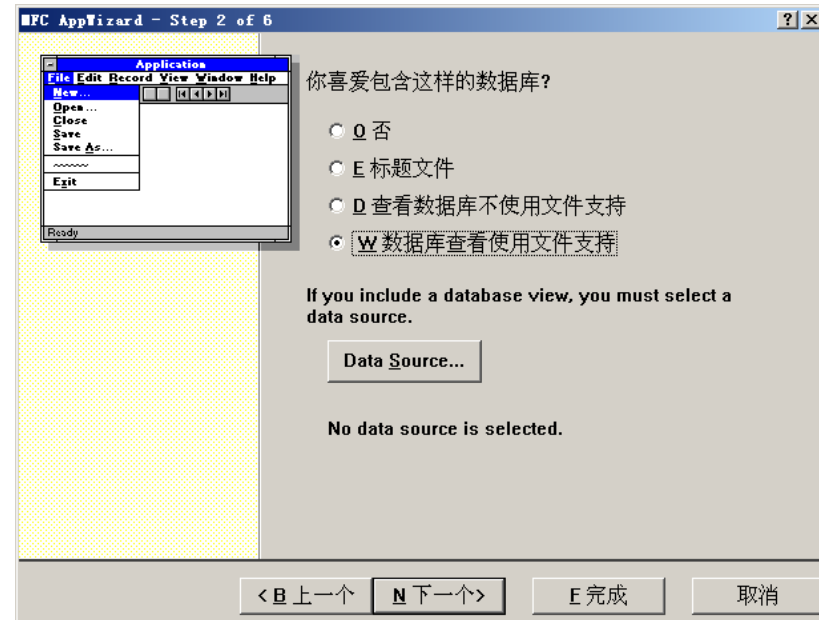 MFC AppWizard - Step 2 of 6
Application
File Edit Record View Window Help
New...
Open...
Close
Save
Save As...
Exit
Ready
你喜爱包含这样的数据库?
O 否
E 标题文件
D 查看数据库不使用文件支持
W 数据库查看使用文件支持
If you include a database view, you must select a
data source.
Data Source...
No data source is selected.
< B 上一个
N 下一个>
F 完成
取消